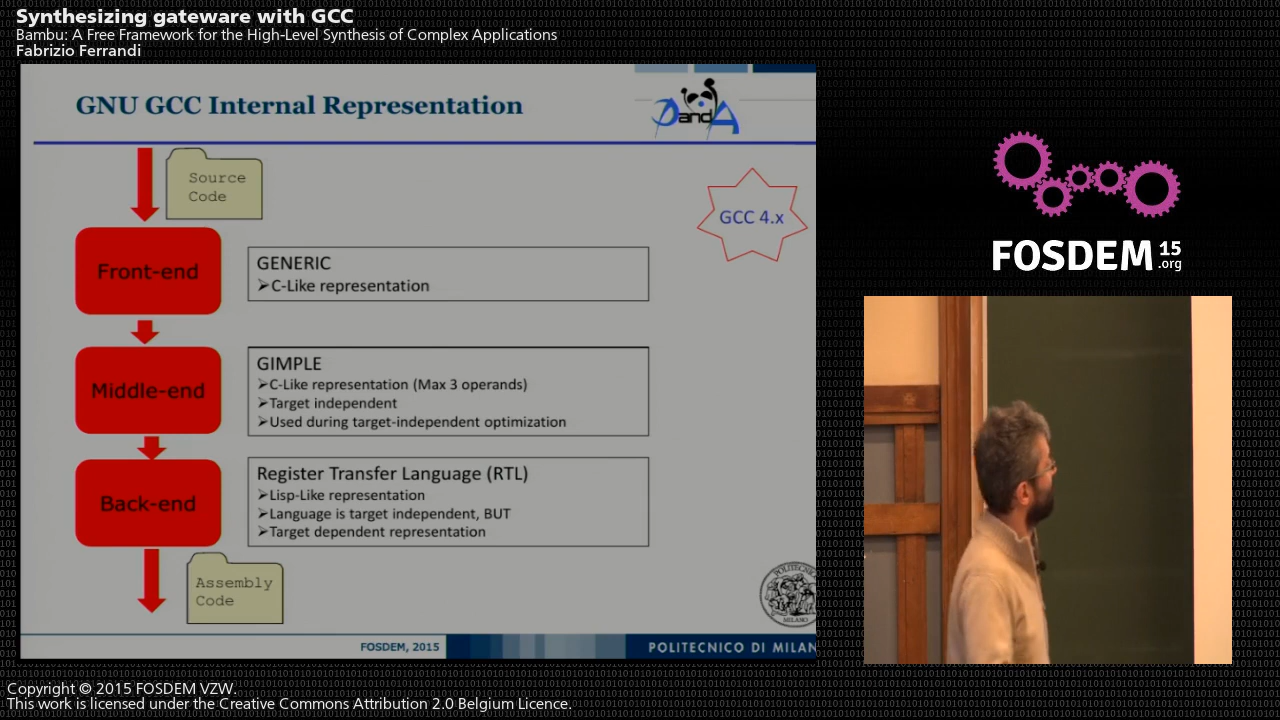 Synthesizing gateware with GCC
Bambu: A Free Framework for the High-Level Synthesis of Complex Applications
Fabrizio Ferrandi
GNU GCC Internal Representation
PandA
Source
Code
GCC 4.x
Front-end
GENERIC
➢C-Like representation
Middle-end
GIMPLE
➢C-Like representation (Max 3 operands)
➢Target independent
➢Used during target-independent optimization
Back-end
Register Transfer Language (RTL)
➢Lisp-Like representation
➢Language is target independent, BUT
➢Target dependent representation
Assembly
Code
MILANO
FOSDEM, 2015
POLITECNICO DI MILAN
FOSDEM 15
.org
Copyright © 2015 FOSDEM VZW.
This work is licensed under the Creative Commons Attribution 2.0 Belgium Licence.